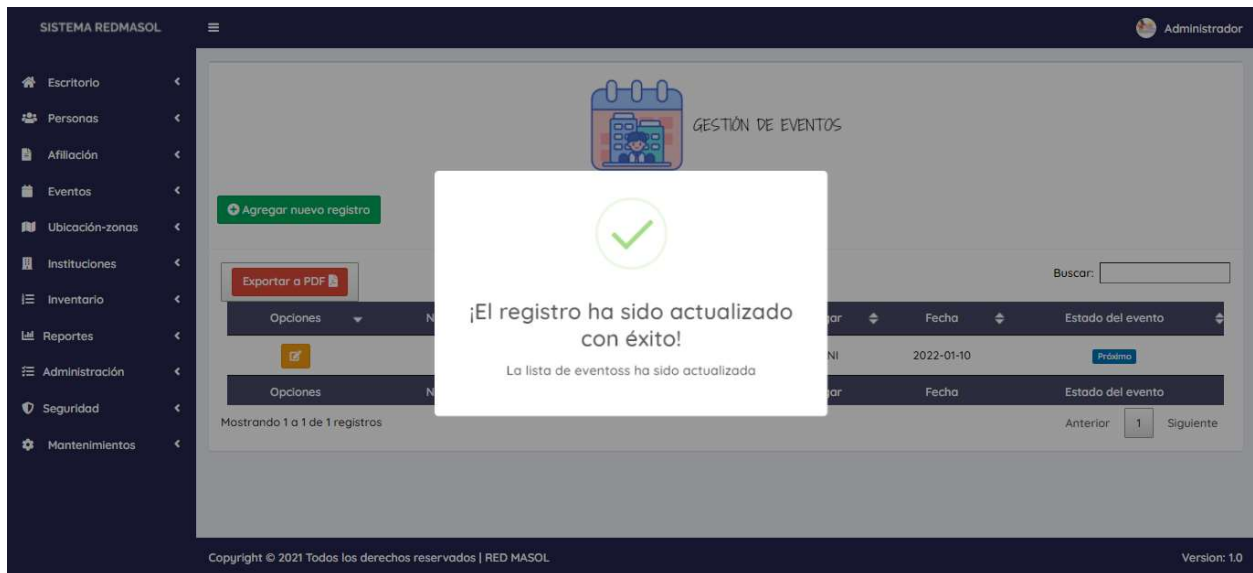 SISTEMA REDMASOL
Administrador
Escritorio
Personas
Afiliación
Eventos
Ubicación-zonas
Instituciones
Inventario
Reportes
Administración
Seguridad
Mantenimientos
GESTIÓN DE EVENTOS
Agregar nuevo registro
Exportar a PDF
Buscar:
Opciones N gar Fecha Estado del evento
NI 2022-01-10 Próximo
Opciones N gar Fecha Estado del evento
¡El registro ha sido actualizado
con éxito!
La lista de eventoss ha sido actualizada
Mostrando 1 a 1 de 1 registros
Anterior 1 Siguiente
Copyright © 2021 Todos los derechos reservados | RED MASOL
Version: 1.0